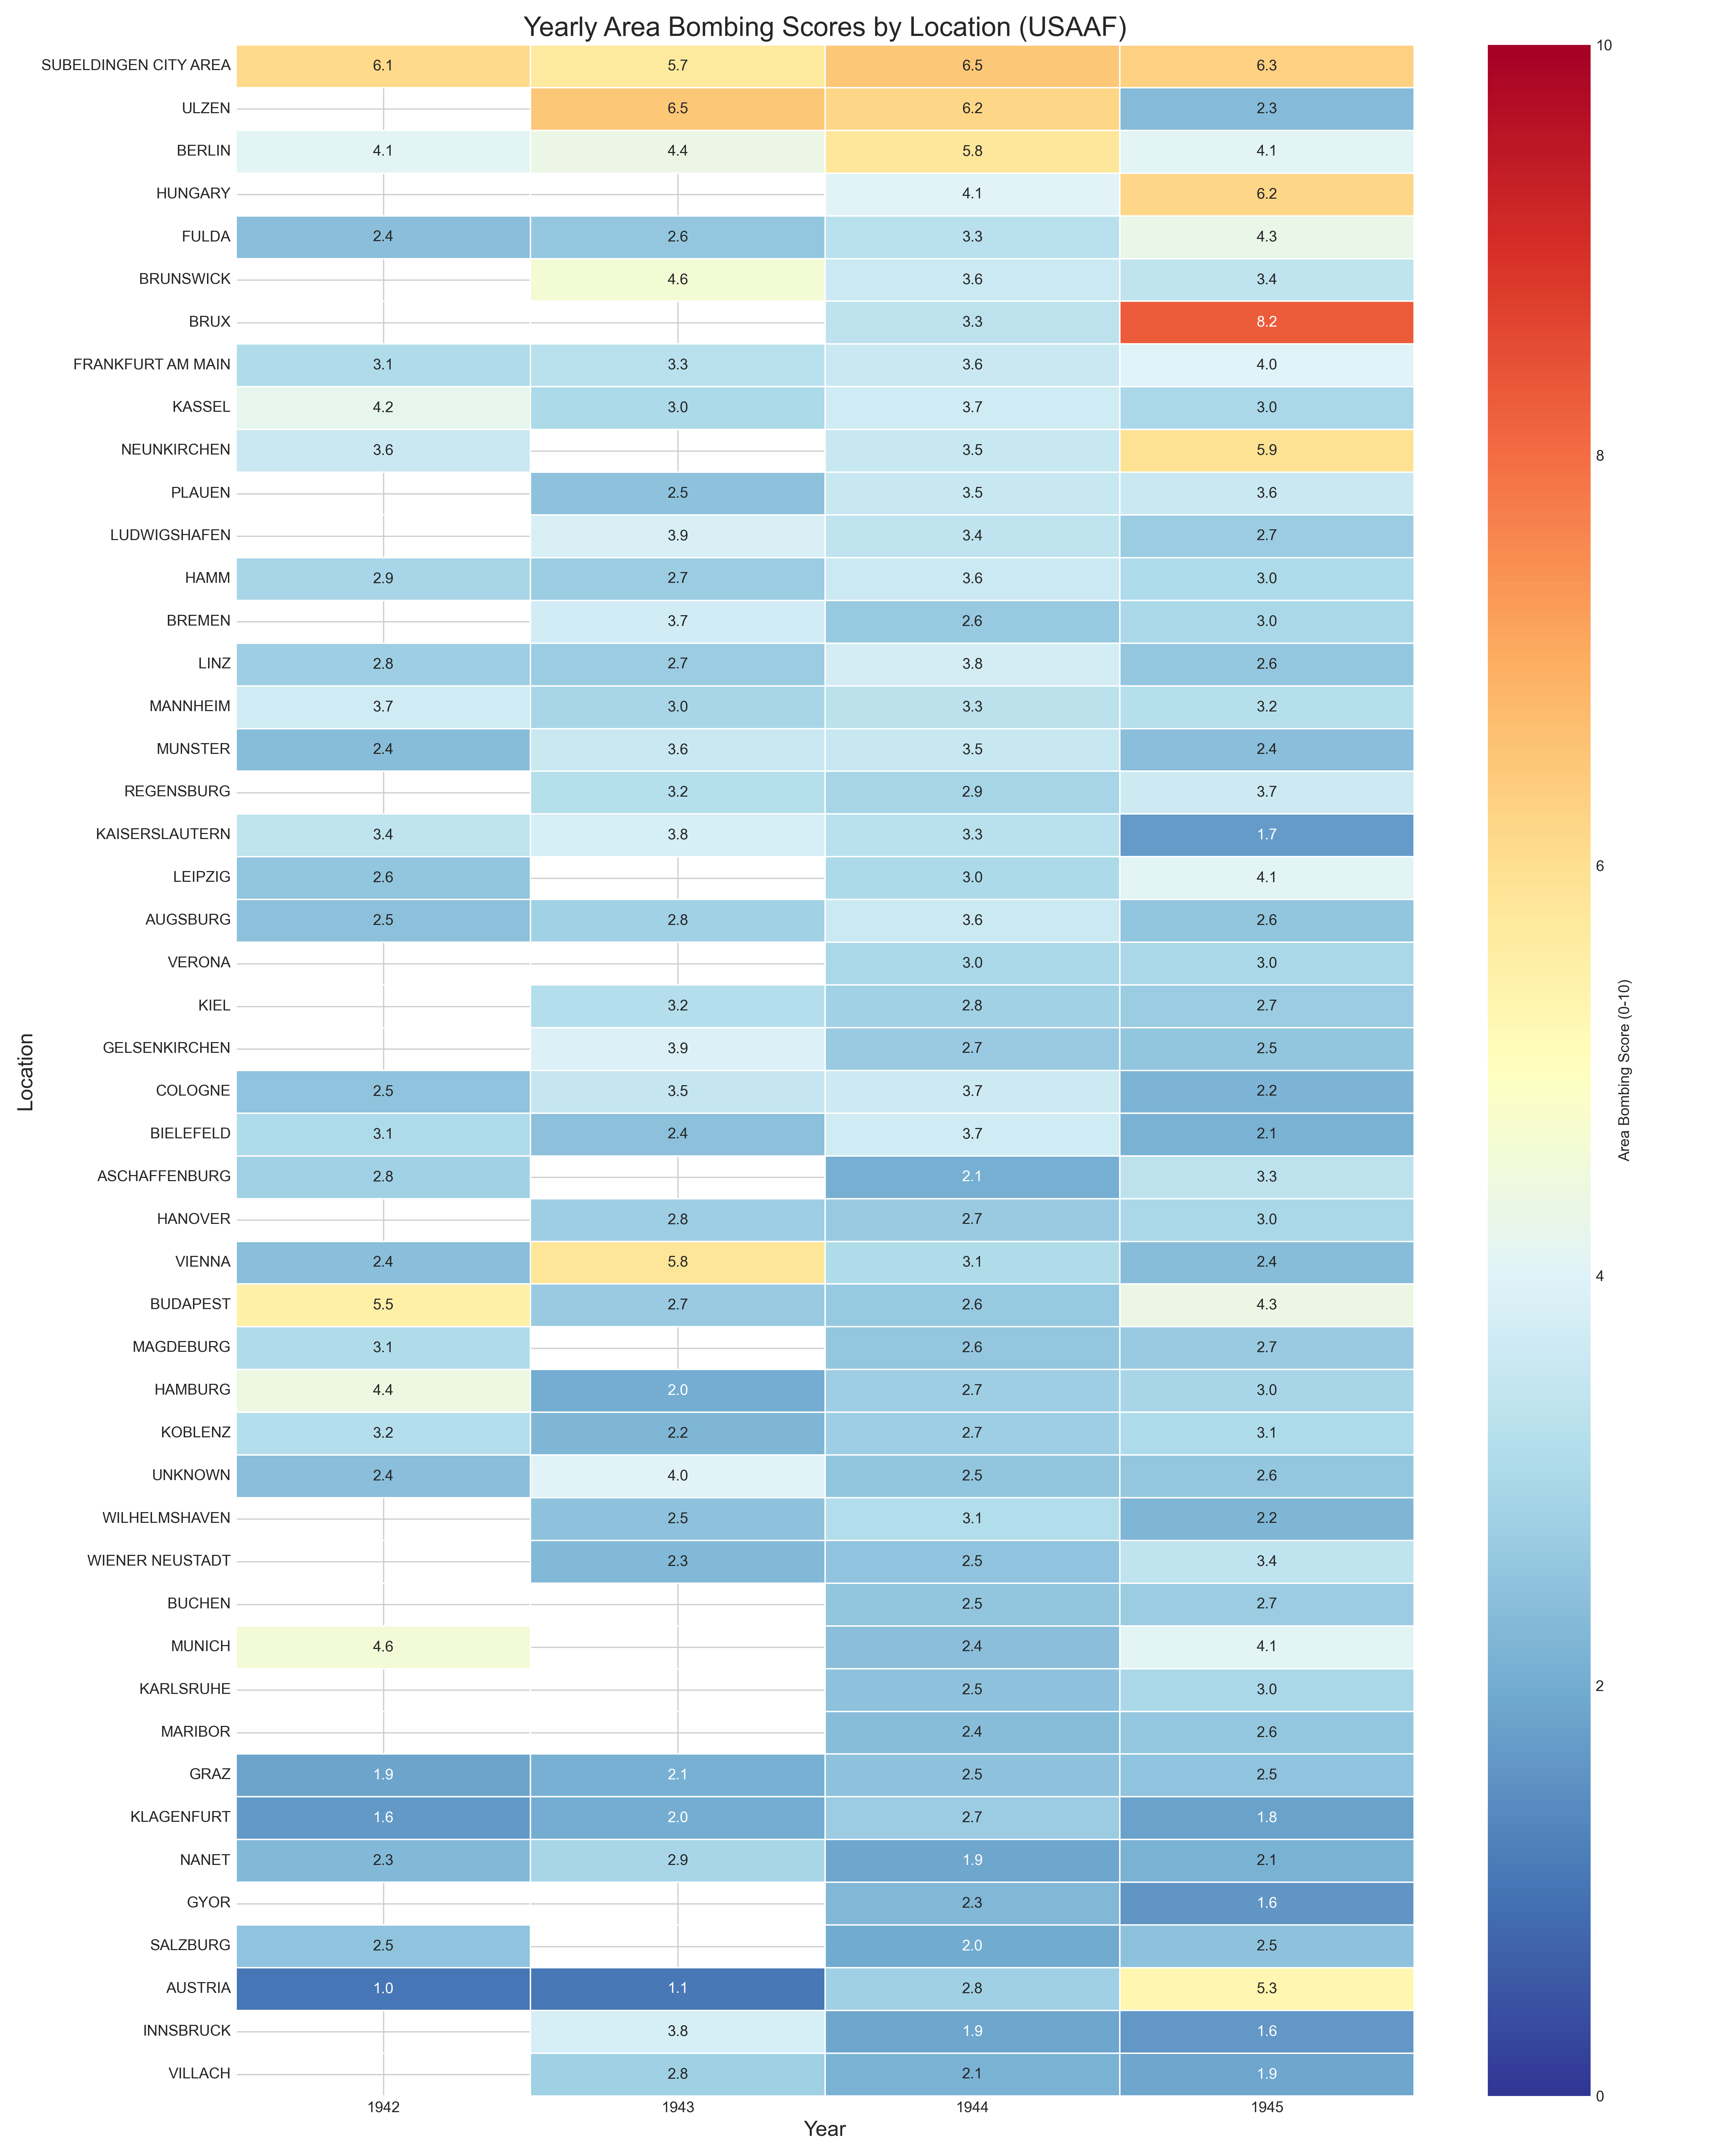 Yearly Area Bombing Scores by Location (USAAF)
SUBELDINGEN CITY AREA 6.1 5.7 6.5 6.3
ULZEN 6.5 6.2 2.3
BERLIN 4.1 4.4 5.8 4.1
HUNGARY 4.1 6.2
FULDA 2.4 2.6 3.3 4.3
BRUNSWICK 4.6 3.6 3.4
BRUX 3.3 8.2
FRANKFURT AM MAIN 3.1 3.3 3.6 4.0
KASSEL 4.2 3.0 3.7 3.0
NEUNKIRCHEN 3.6 3.5 5.9
PLAUEN 2.5 3.5 3.6
LUDWIGSHAFEN 3.9 3.4 2.7
HAMM 2.9 2.7 3.6 3.0
BREMEN 3.7 2.6 3.0
LINZ 2.8 2.7 3.8 2.6
MANNHEIM 3.7 3.0 3.3 3.2
MUNSTER 2.4 3.6 3.5 2.4
REGENSBURG 3.2 2.9 3.7
KAISERSLAUTERN 3.4 3.8 3.3 1.7
LEIPZIG 2.6 3.0 4.1
AUGSBURG 2.5 2.8 3.6 2.6
VERONA 3.0 3.0
KIEL 3.2 2.8 2.7
GELSENKIRCHEN 3.9 2.7 2.5
COLOGNE 2.5 3.5 3.7 2.2
BIELEFELD 3.1 2.4 3.7 2.1
ASCHAFFENBURG 2.8 2.1 3.3
HANOVER 2.8 2.7 3.0
VIENNA 2.4 5.8 3.1 2.4
BUDAPEST 5.5 2.7 2.6 4.3
MAGDEBURG 3.1 2.6 2.7
HAMBURG 4.4 2.0 2.7 3.0
KOBLENZ 3.2 2.2 2.7 3.1
UNKNOWN 2.4 4.0 2.5 2.6
WILHELMSHAVEN 2.5 3.1 2.2
WIENER NEUSTADT 2.3 2.5 3.4
BUCHEN 2.5 2.7
MUNICH 4.6 2.4 4.1
KARLSRUHE 2.5 3.0
MARIBOR 2.4 2.6
GRAZ 1.9 2.1 2.5 2.5
KLAGENFURT 1.6 2.0 2.7 1.8
NANET 2.3 2.9 1.9 2.1
GYOR 2.3 1.6
SALZBURG 2.5 2.0 2.5
AUSTRIA 1.0 1.1 2.8 5.3
INNSBRUCK 3.8 1.9 1.6
VILLACH 2.8 2.1 1.9
1942 1943 1944 1945
Year
Location
10
8
6
4
2
0
Area Bombing Score (0-10)